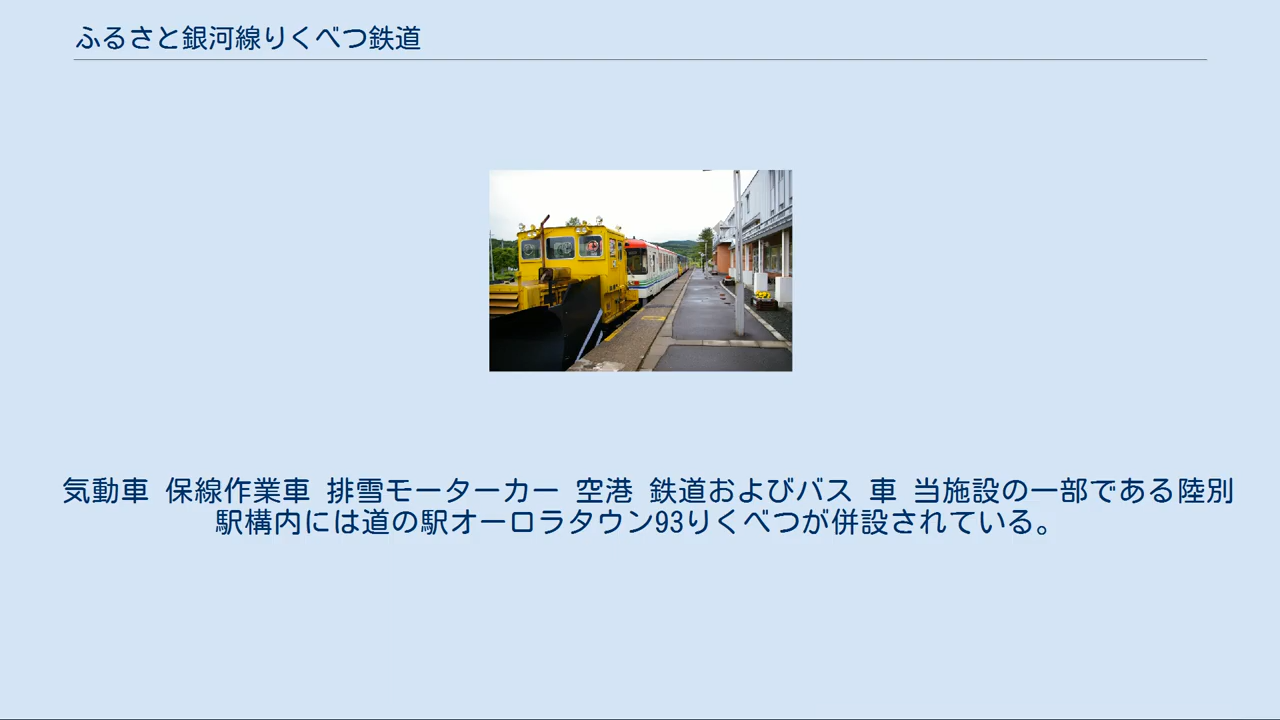 ふるさと銀河線りくべつ鉄道
気動車 保線作業車 排雪モーターカー 空港 鉄道およびバス 車 当施設の一部である陸別
駅構内には道の駅オーロラタウン93りくべつが併設されている。